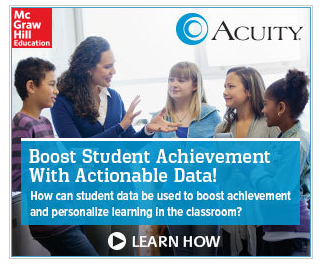 Mc
Graw
Hill
Education
ACUITY
Boost Student Achievement
With Actionable Data!
How can student data be used to boost achievement
and personalize learning in the classroom?
LEARN HOW